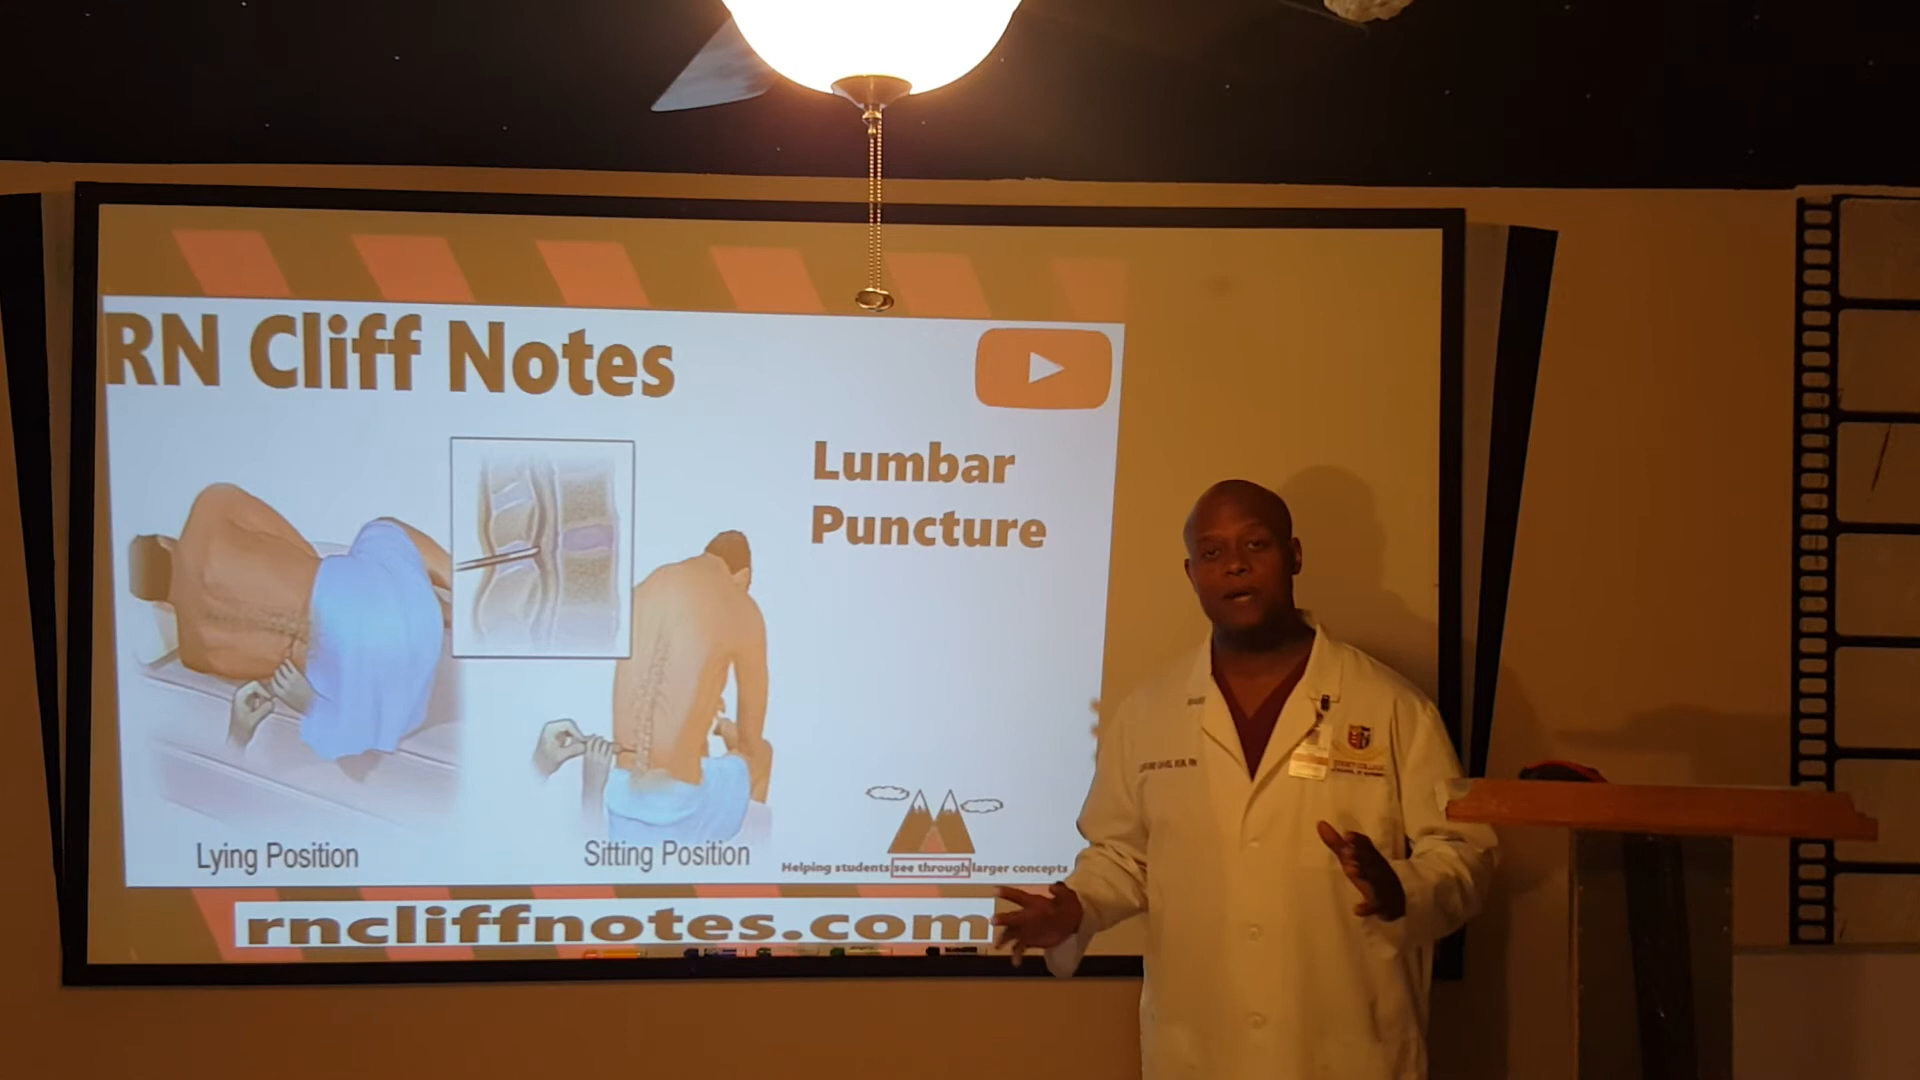 RN Cliff Notes
Lumbar
Puncture
Lying Position
Sitting Position
Helping students see through larger concepts
rncliffnotes.com